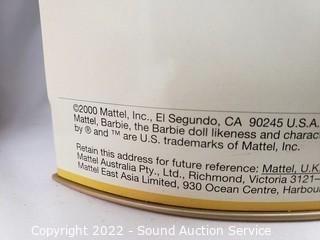 ©2000 Mattel, Inc., El Segundo, CA 90245 U.S.A.
Mattel, Barbie, the Barbie doll likeness and charac
by ® and ™ are U.S. trademarks of Mattel, Inc.
Retain this address for future reference: Mattel, U.K
Mattel Australia Pty., Ltd., Richmond, Victoria 3121–
Mattel East Asia Limited, 930 Ocean Centre, Harbou
Copyright 2022 - Sound Auction Service